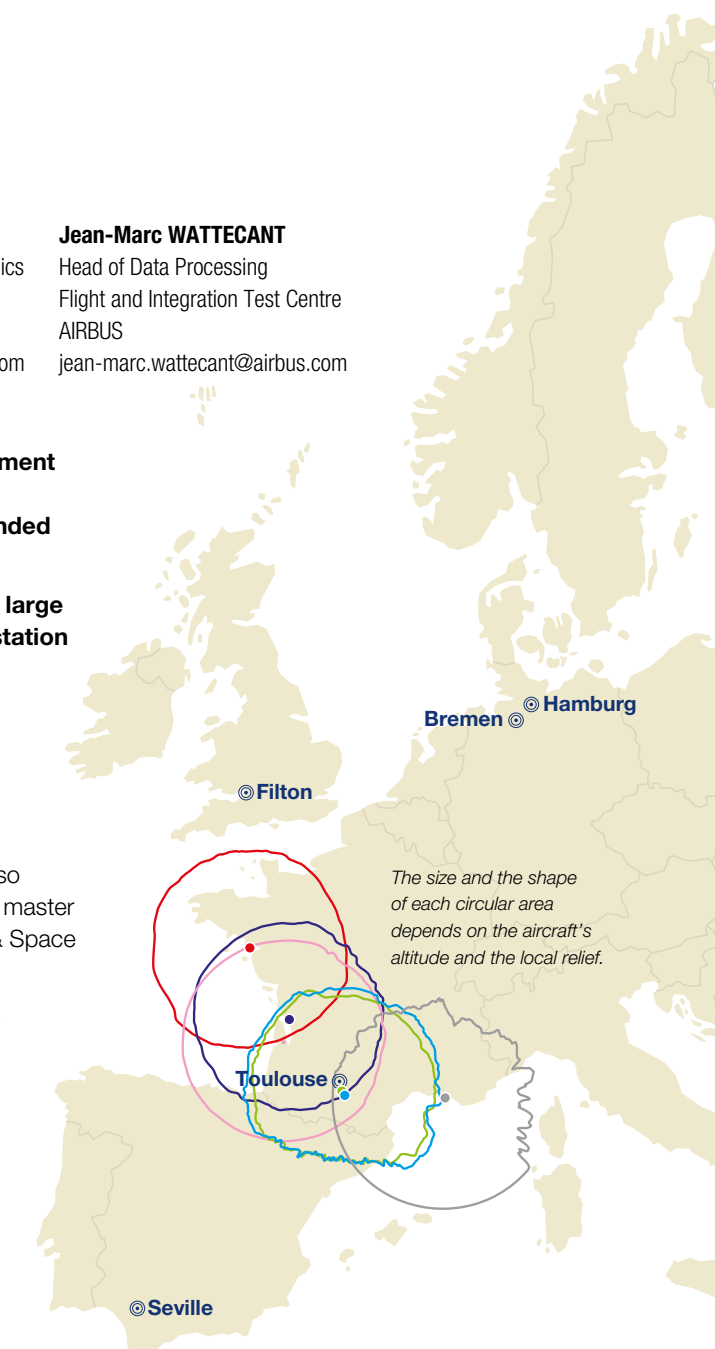 Jean-Marc WATTECANT
ics
Head of Data Processing
Flight and Integration Test Centre
AIRBUS
om
jean-marc.wattecant@airbus.com
ment
nded
large
station
so
master
& Space
Hamburg
Bremen
Filton
The size and the shape
of each circular area
depends on the aircraft's
altitude and the local relief.
Toulouse
Seville